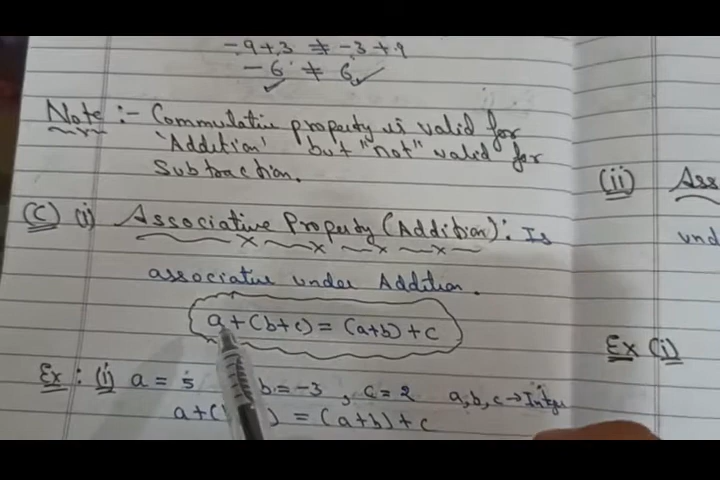 -9+3 ≠ -3+9
-6 ≠ 6
Note :- Commutative property is valid for
'Addition' but "not" valid for
Subtraction.
(C) (i) Associative Property (Addition): Is
associative under Addition.
a+(b+c) = (a+b)+c
Ex : (i) a = 5 b = -3 , c = 2 a, b, c → Integ
a+( ) = (a+b)+c
(ii) Ass
und
Ex (i)